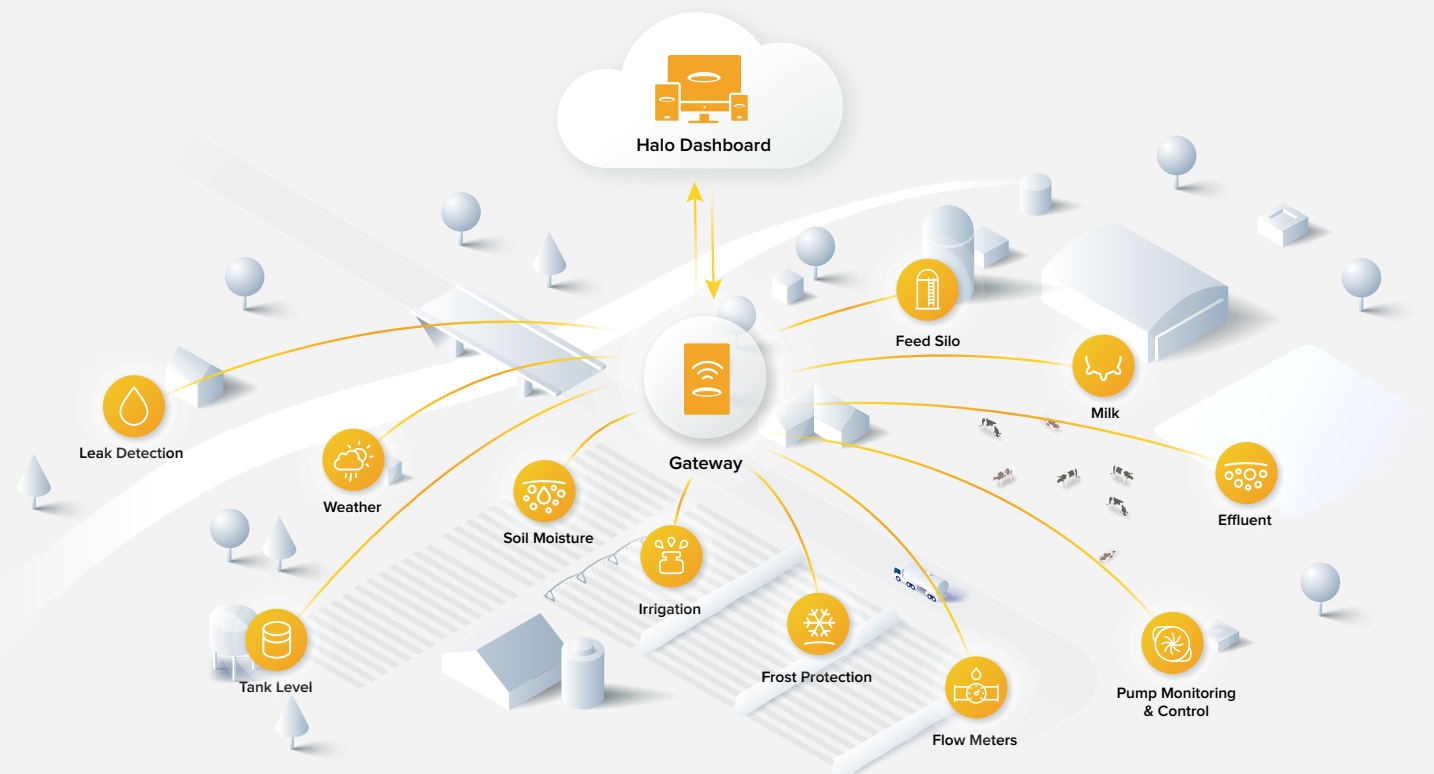 Halo Dashboard
Feed Silo
Milk
Leak Detection
Gateway
Weather
Effluent
Soil Moisture
Irrigation
Frost Protection
Tank Level
Pump Monitoring
& Control
Flow Meters